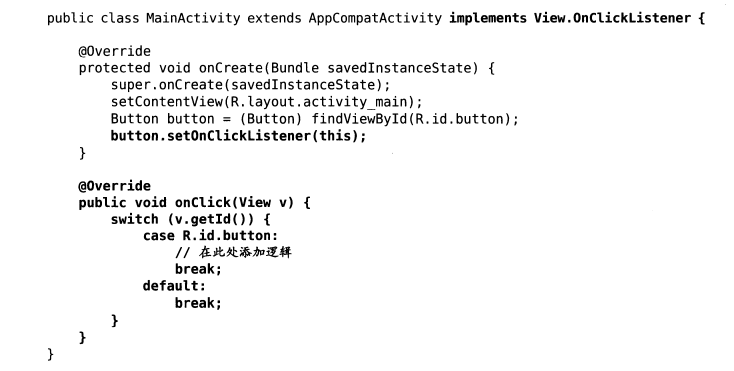 public class MainActivity extends AppCompatActivity implements View.OnClickListener {
@Override
protected void onCreate(Bundle savedInstanceState) {
super.onCreate(savedInstanceState);
setContentView(R.layout.activity_main);
Button button = (Button) findViewById(R.id.button);
button.setOnClickListener(this);
}
@Override
public void onClick(View v) {
switch (v.getId()) {
case R.id.button:
// 在此处添加逻辑
break;
default:
break;
}
}
}